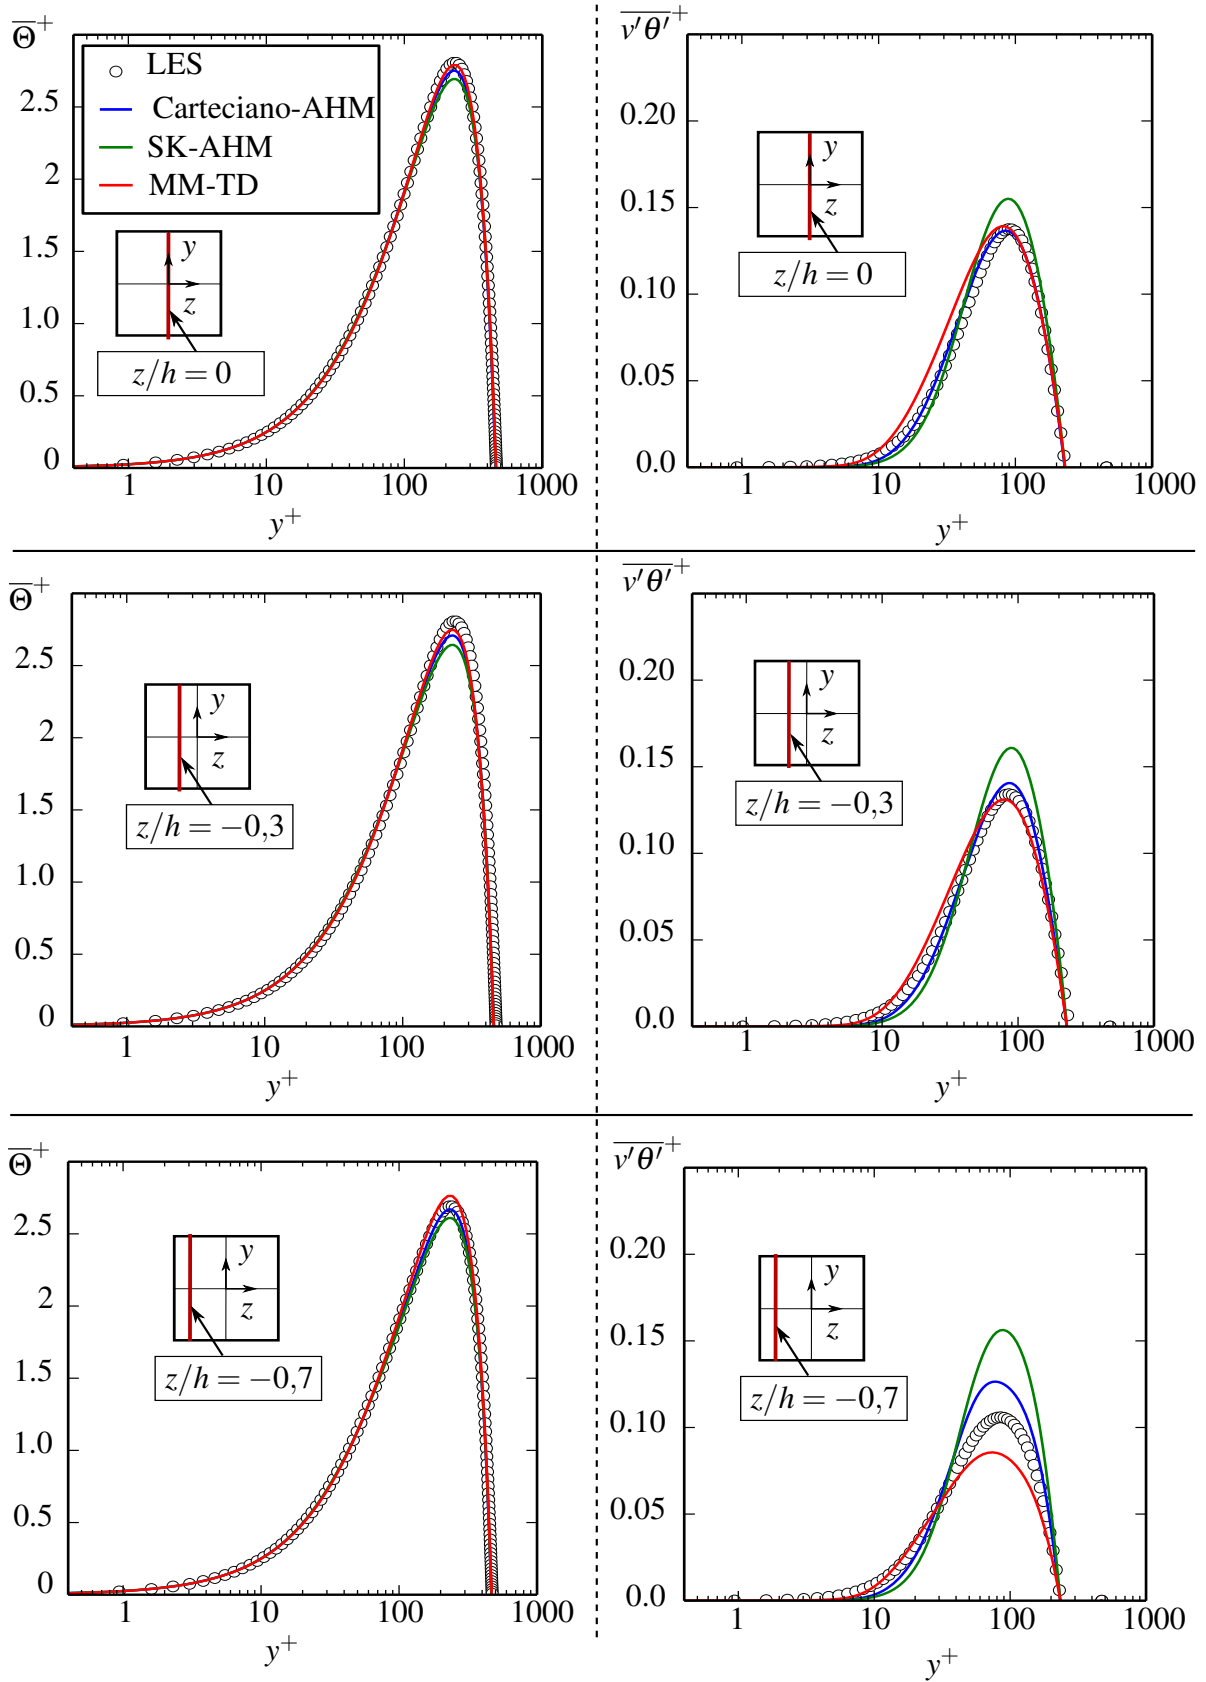 Θ̅⁺
2.5
2
1.5
1.0
0.5
0
1 10 100 1000
y⁺
LES
Carteciano-AHM
SK-AHM
MM-TD
y
z
z/h = 0
v′θ′⁺
0.20
0.15
0.10
0.05
0.0
1 10 100 1000
y⁺
y
z
z/h = 0
Θ̅⁺
2.5
2
1.5
1.0
0.5
0
1 10 100 1000
y⁺
y
z
z/h = −0,3
v′θ′⁺
0.20
0.15
0.10
0.05
0.0
1 10 100 1000
y⁺
y
z
z/h = −0,3
Θ̅⁺
2.5
2
1.5
1.0
0.5
0
1 10 100 1000
y⁺
y
z
z/h = −0,7
v′θ′⁺
0.20
0.15
0.10
0.05
0.0
1 10 100 1000
y⁺
y
z
z/h = −0,7